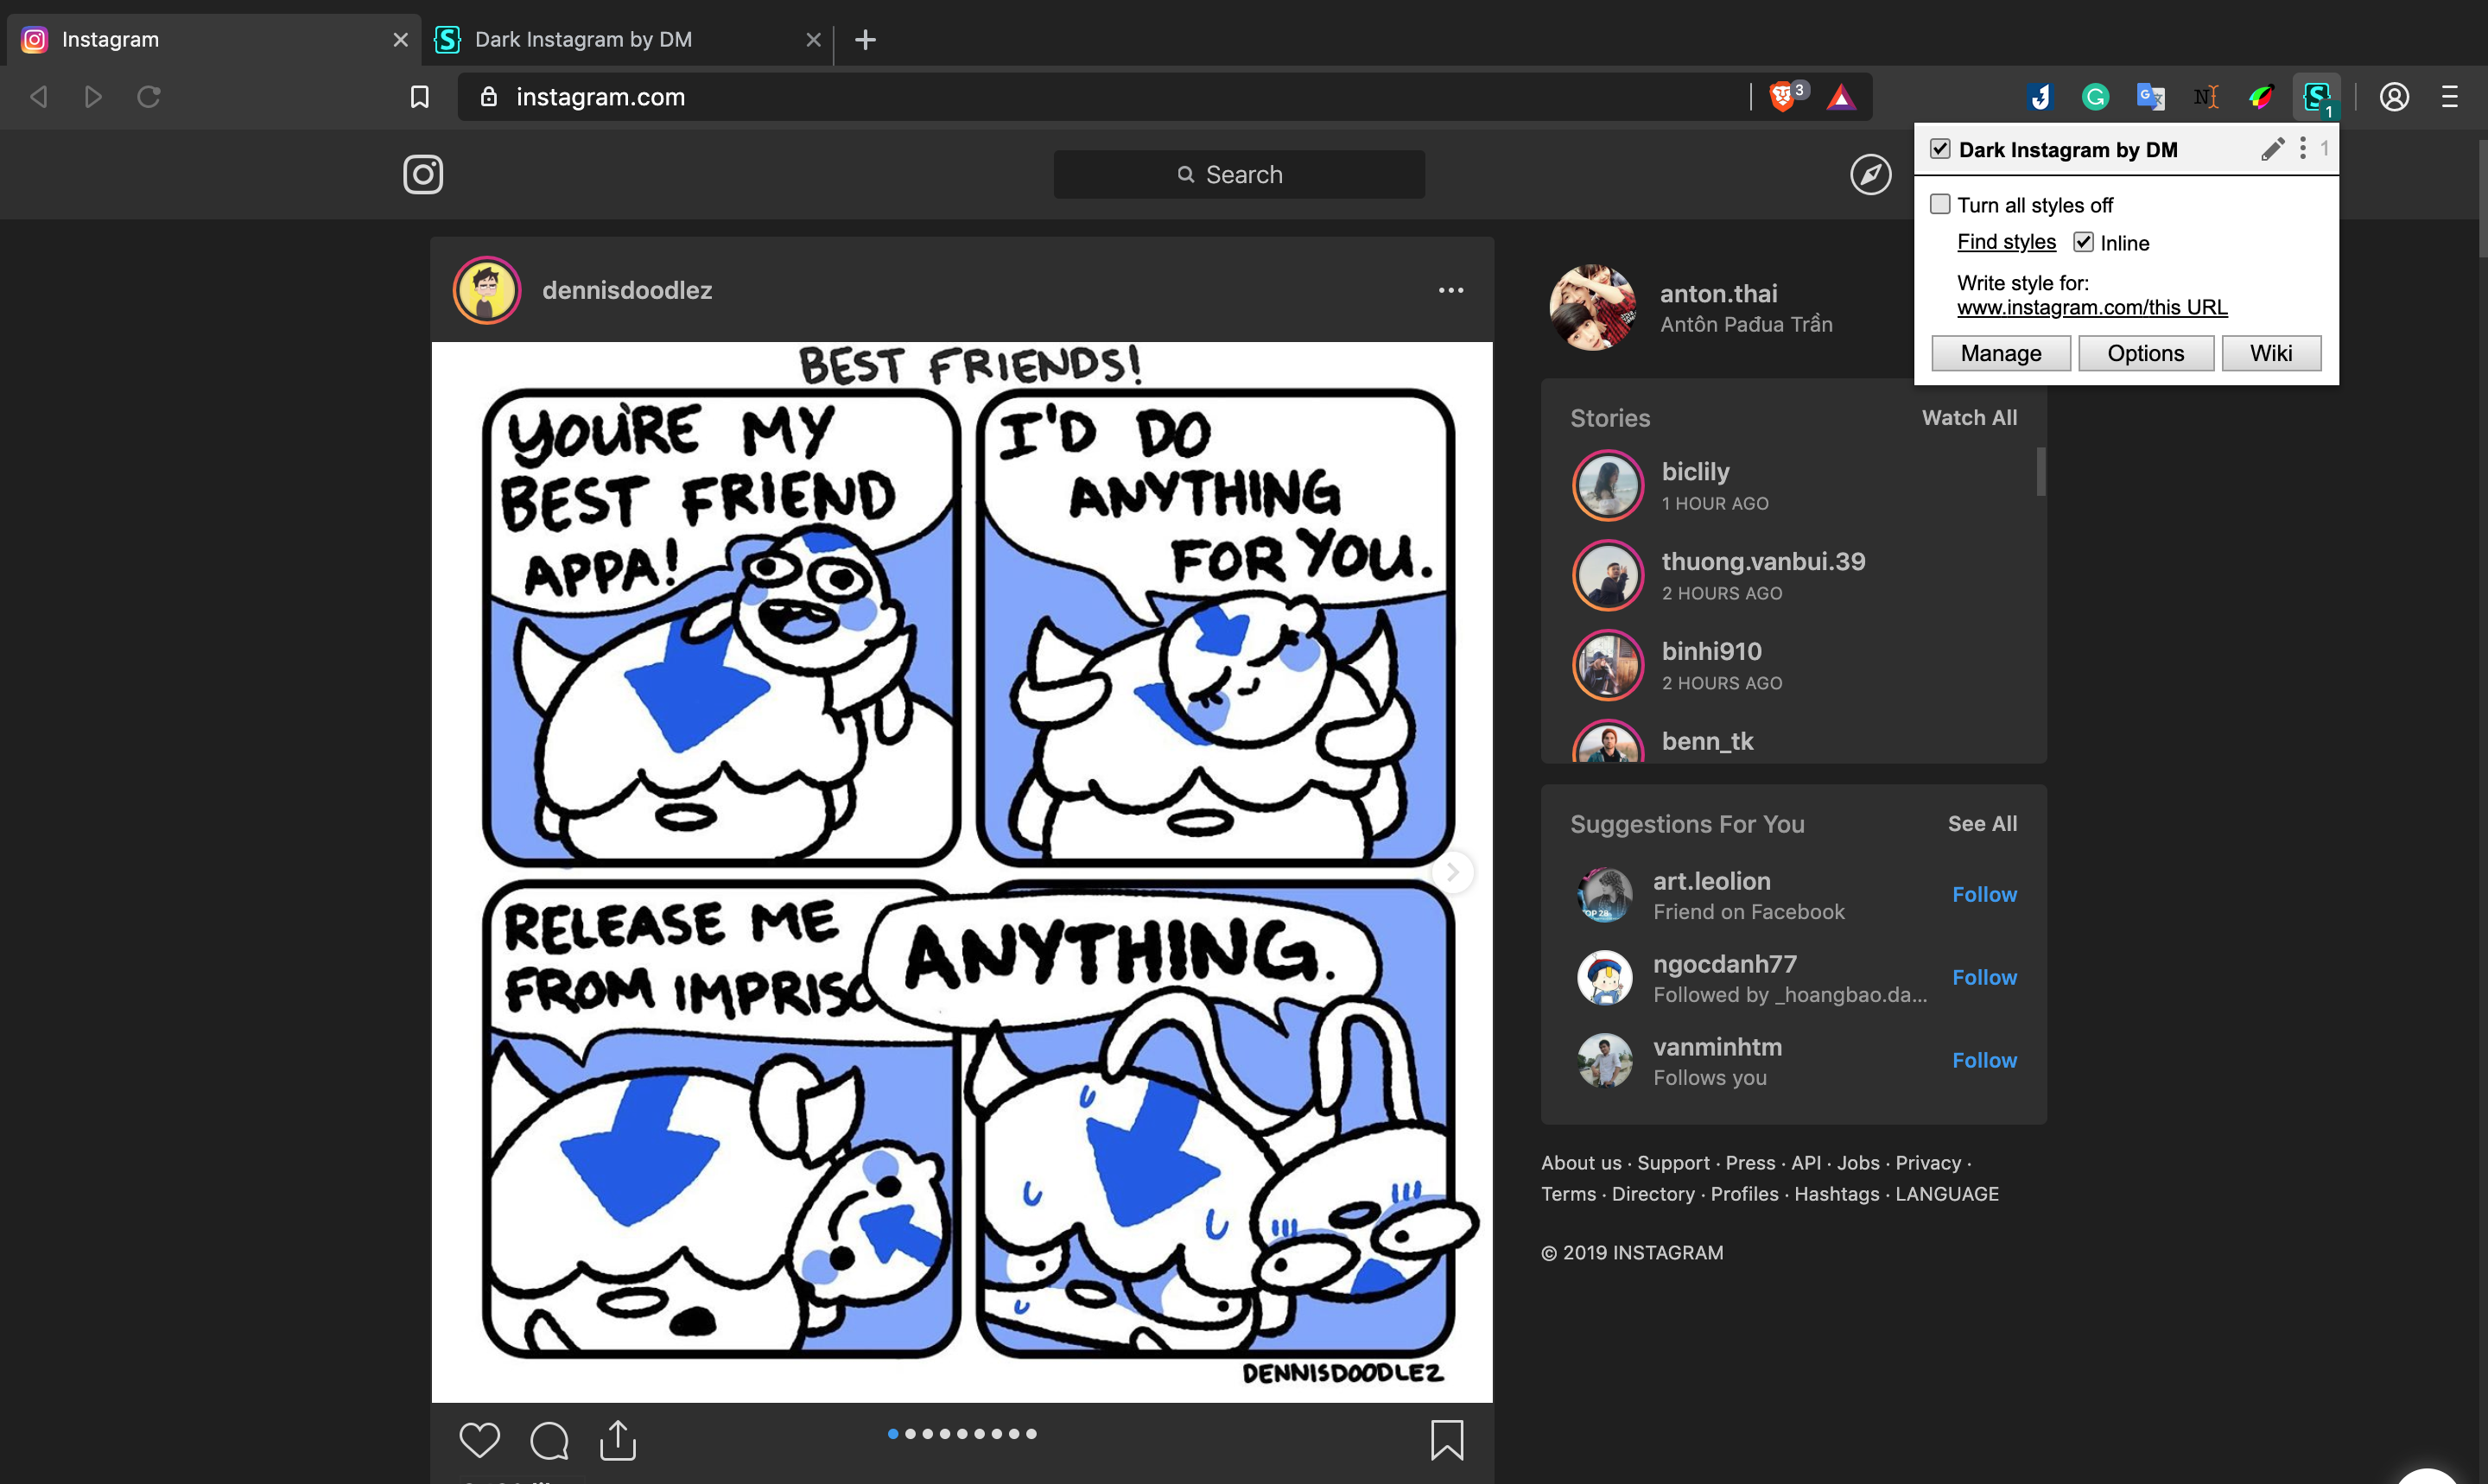 Instagram
Dark Instagram by DM
instagram.com
3
1
Search
Dark Instagram by DM
1
Turn all styles off
Find styles
Inline
Write style for:
www.instagram.com/this URL
Manage
Options
Wiki
dennisdoodlez
BEST FRIENDS!
YOU'RE MY
BEST FRIEND
APPA!
I'D DO
ANYTHING
FOR YOU.
RELEASE ME
FROM IMPRISO
ANYTHING.
DENNISDOODLEZ
anton.thai
Antôn Pađua Trần
Stories
Watch All
biclily
1 HOUR AGO
thuong.vanbui.39
2 HOURS AGO
binhi910
2 HOURS AGO
benn_tk
Suggestions For You
See All
art.leolion
Friend on Facebook
Follow
ngocdanh77
Followed by _hoangbao.da...
Follow
vanminhtm
Follows you
Follow
About us · Support · Press · API · Jobs · Privacy ·
Terms · Directory · Profiles · Hashtags · LANGUAGE
© 2019 INSTAGRAM